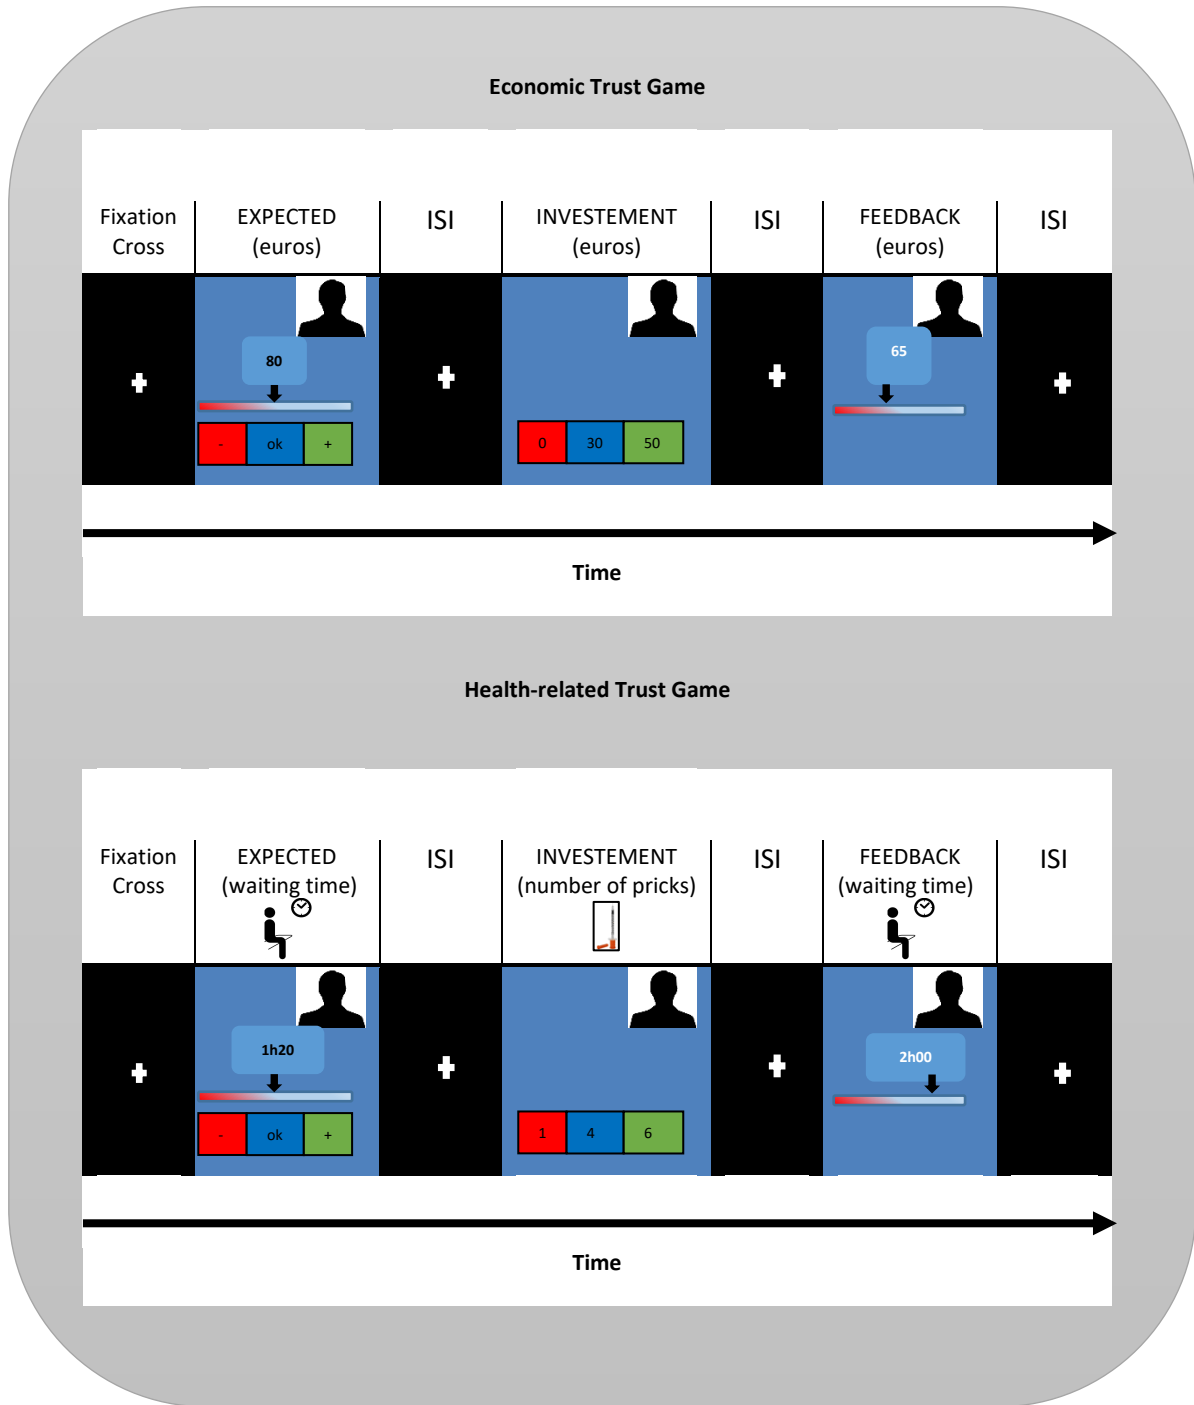 Economic Trust Game
Fixation Cross
EXPECTED (euros)
ISI
INVESTEMENT (euros)
ISI
FEEDBACK (euros)
ISI
80
- ok +
0 30 50
65
Time
Health-related Trust Game
Fixation Cross
EXPECTED (waiting time)
ISI
INVESTEMENT (number of pricks)
ISI
FEEDBACK (waiting time)
ISI
1h20
- ok +
1 4 6
2h00
Time